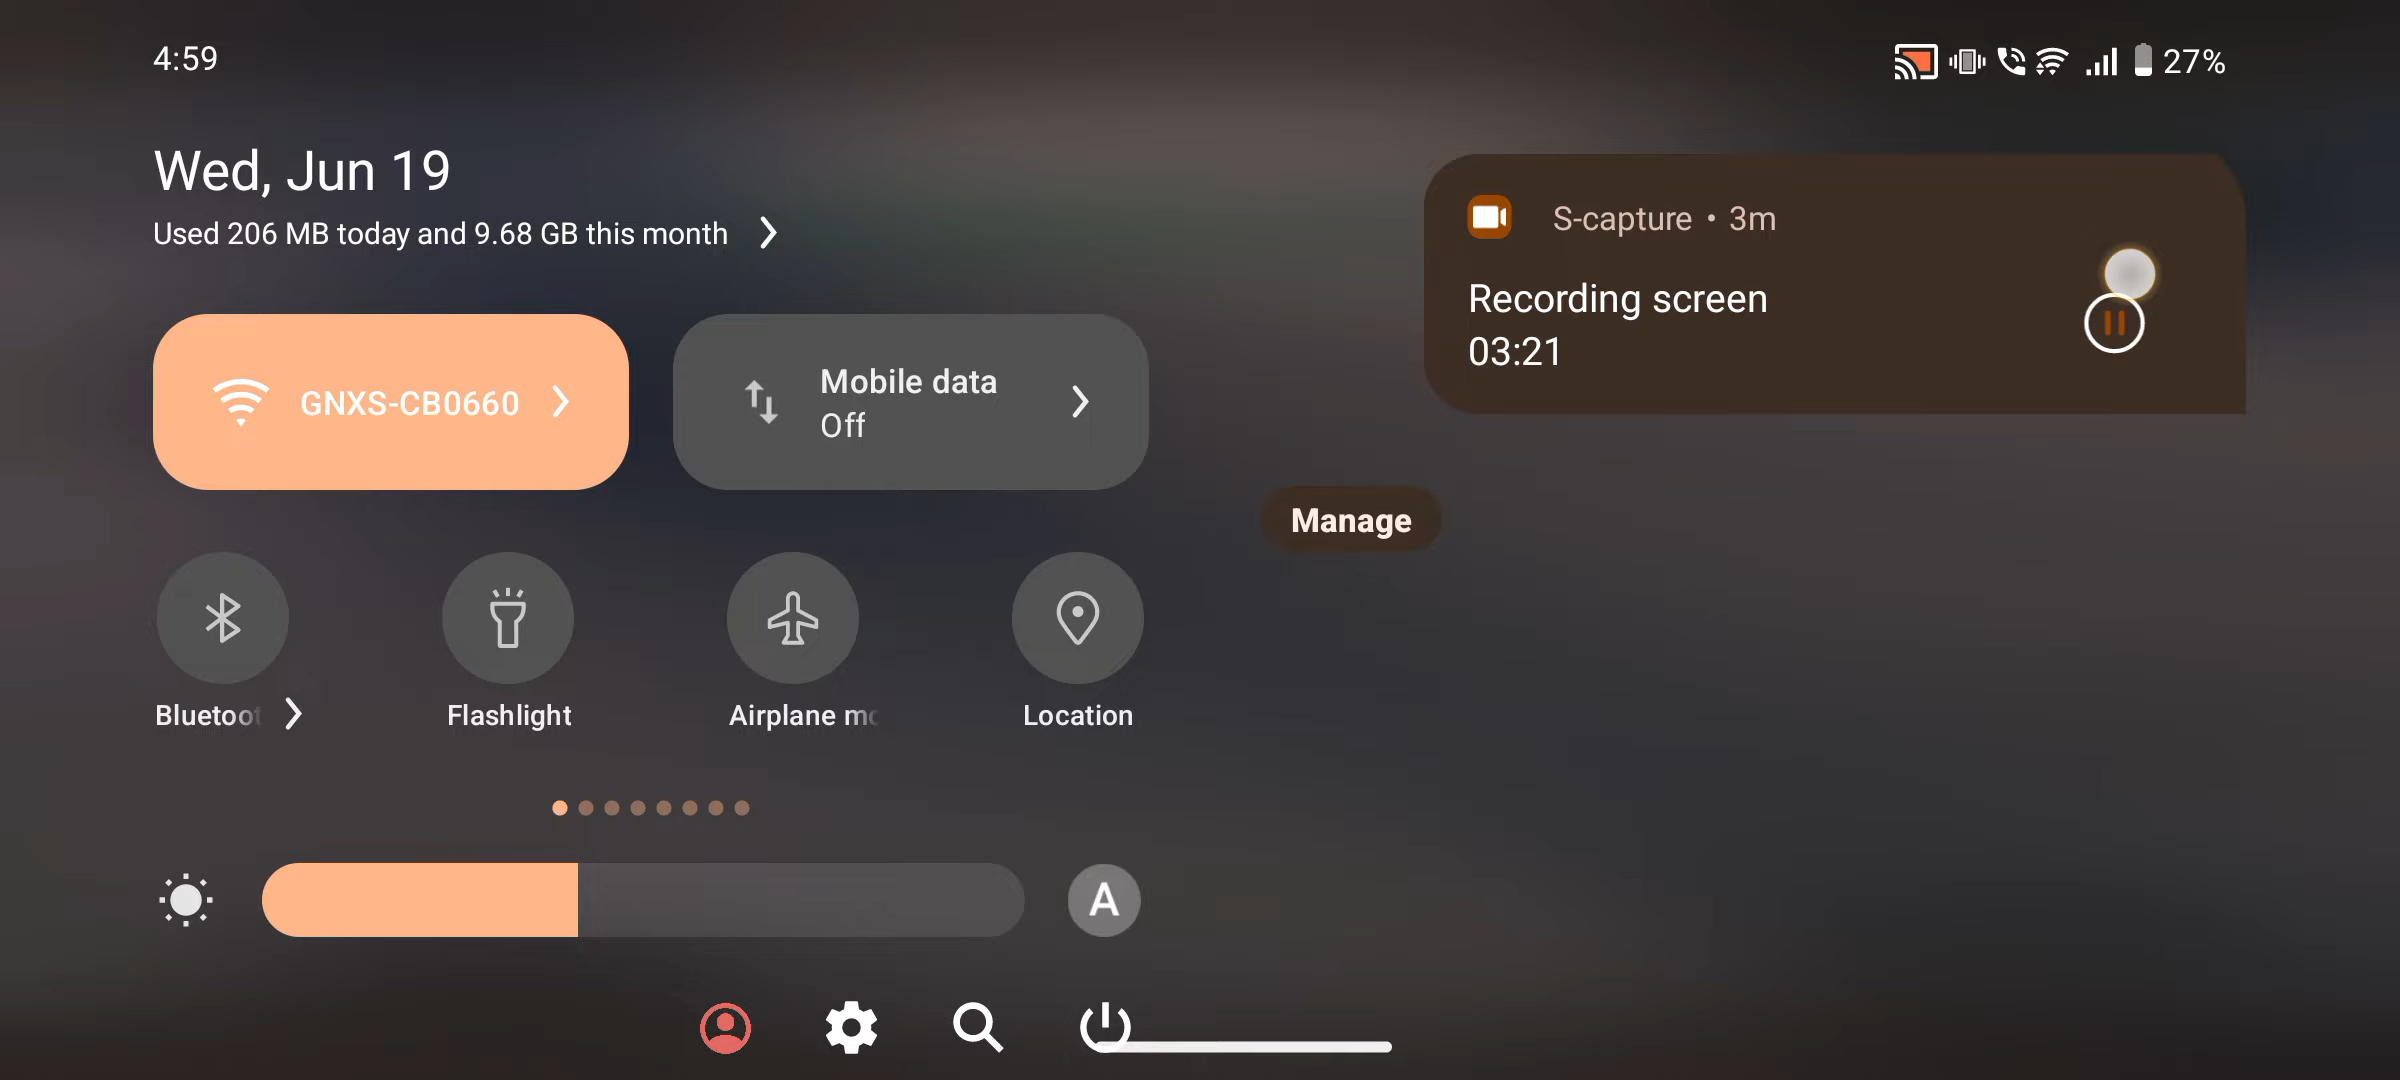 4:59
27%
Wed, Jun 19
Used 206 MB today and 9.68 GB this month
GNXS-CB0660
Mobile data
Off
Bluetoot
Flashlight
Airplane mo
Location
A
S-capture • 3m
Recording screen
03:21
Manage